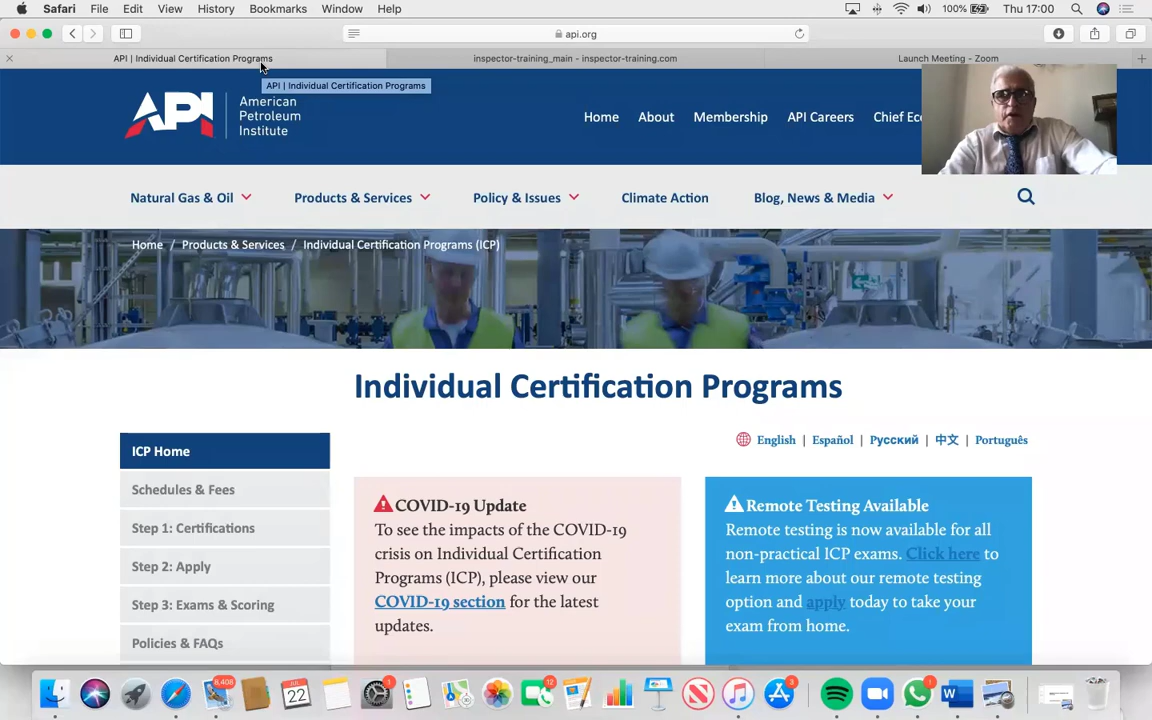 Safari File Edit View History Bookmarks Window Help 100% Thu 17:00
api.org
API | Individual Certification Programs inspector-training_main - inspector-training.com Launch Meeting - Zoom
API | Individual Certification Programs
API American Petroleum Institute
Home About Membership API Careers Chief Ec
Natural Gas & Oil Products & Services Policy & Issues Climate Action Blog, News & Media
Home / Products & Services / Individual Certification Programs (ICP)
Individual Certification Programs
English | Español | Русский | 中文 | Português
ICP Home
Schedules & Fees
Step 1: Certifications
Step 2: Apply
Step 3: Exams & Scoring
Policies & FAQs
COVID-19 Update
To see the impacts of the COVID-19
crisis on Individual Certification
Programs (ICP), please view our
COVID-19 section for the latest
updates.
Remote Testing Available
Remote testing is now available for all
non-practical ICP exams. Click here to
learn more about our remote testing
option and apply today to take your
exam from home.
8,408 22 1 12 3 1